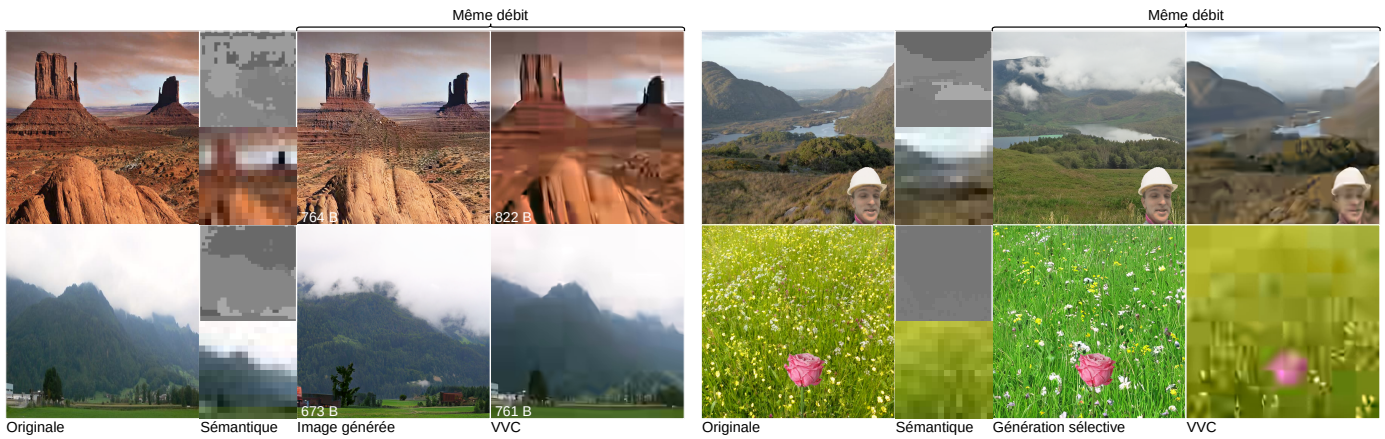 Même débit
Même débit
764 B
822 B
673 B
761 B
Originale
Sémantique
Image générée
VVC
Originale
Sémantique
Génération sélective
VVC